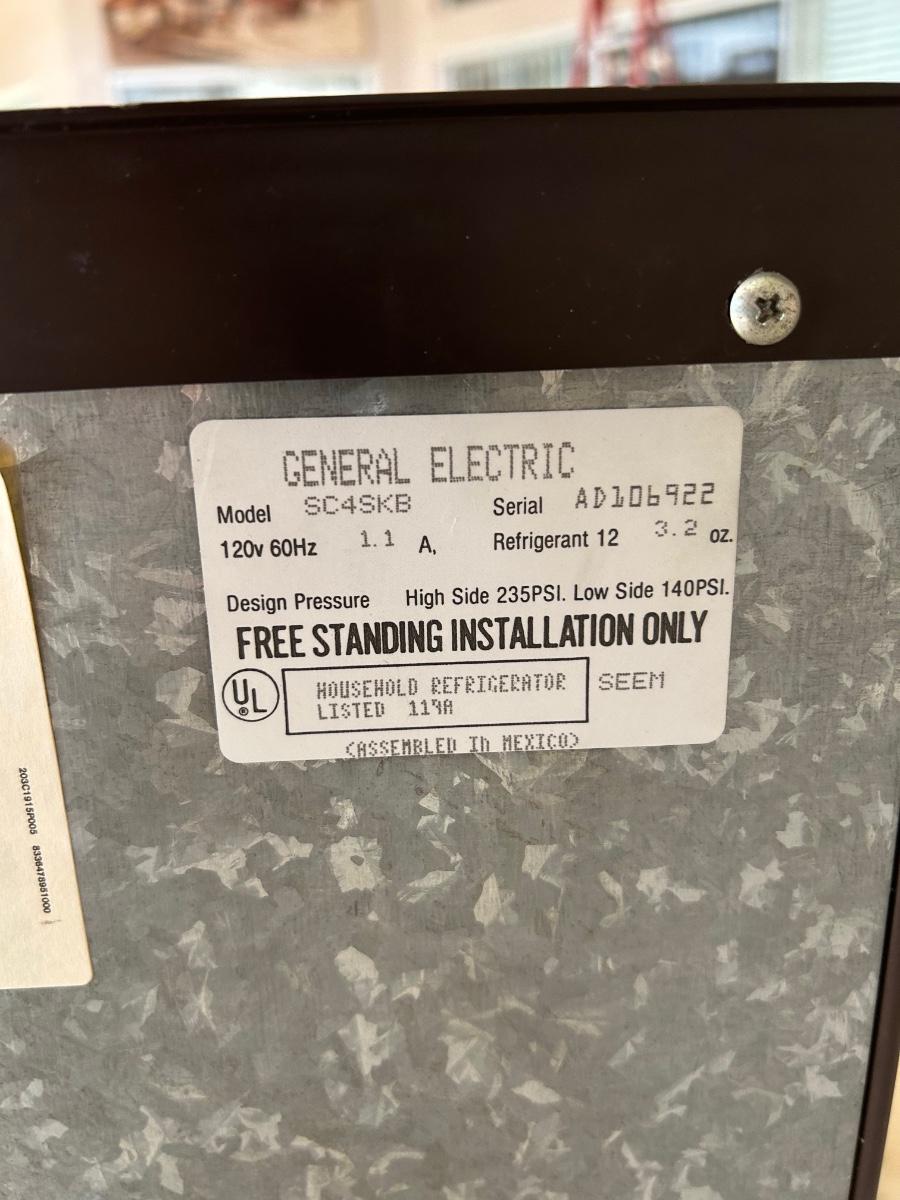 GENERAL ELECTRIC
Model SC4SKB Serial AD106922
120v 60Hz 1.1 A, Refrigerant 12 3.2 oz.
Design Pressure High Side 235PSI. Low Side 140PSI.
FREE STANDING INSTALLATION ONLY
UL ® HOUSEHOLD REFRIGERATOR SEEM
LISTED 119A
(ASSEMBLED In MEXICO)
203C1915P005 8336478951000